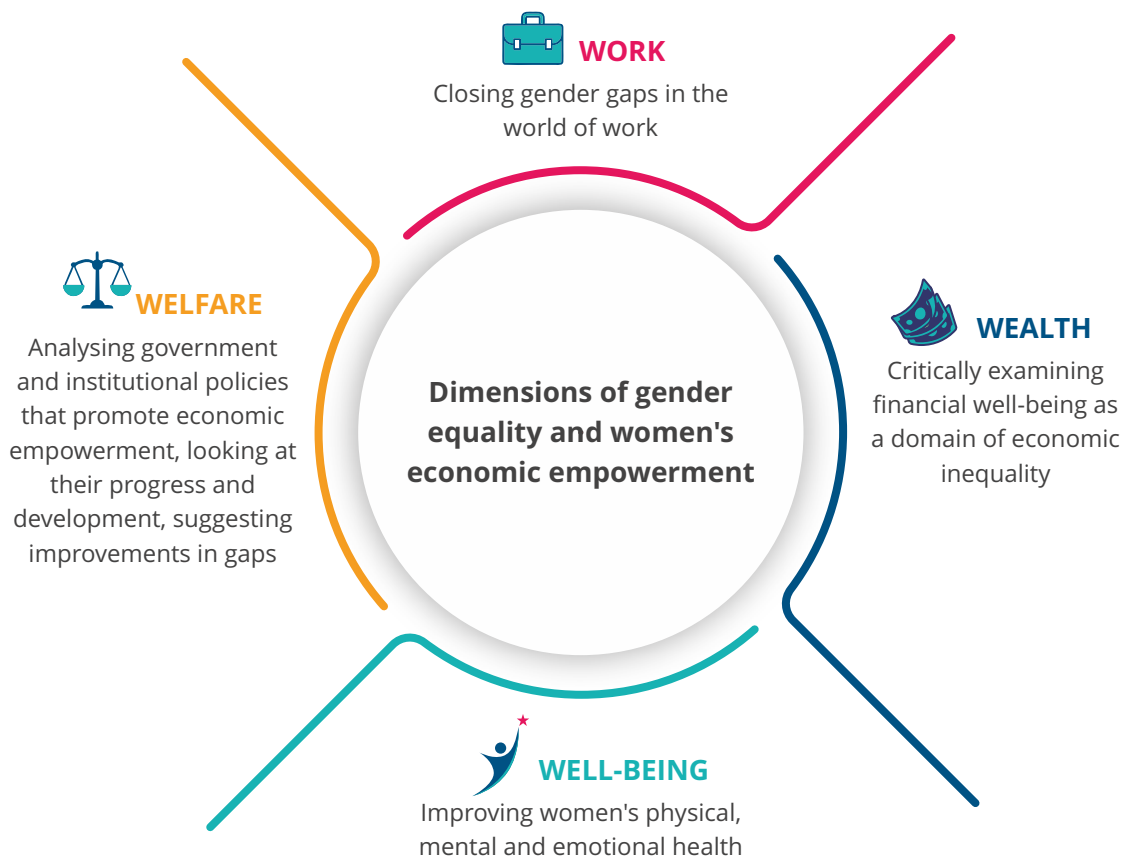 WORK
Closing gender gaps in the
world of work
WELFARE
Analysing government
and institutional policies
that promote economic
empowerment, looking at
their progress and
development, suggesting
improvements in gaps
Dimensions of gender
equality and women's
economic empowerment
WEALTH
Critically examining
financial well-being as
a domain of economic
inequality
WELL-BEING
Improving women's physical,
mental and emotional health